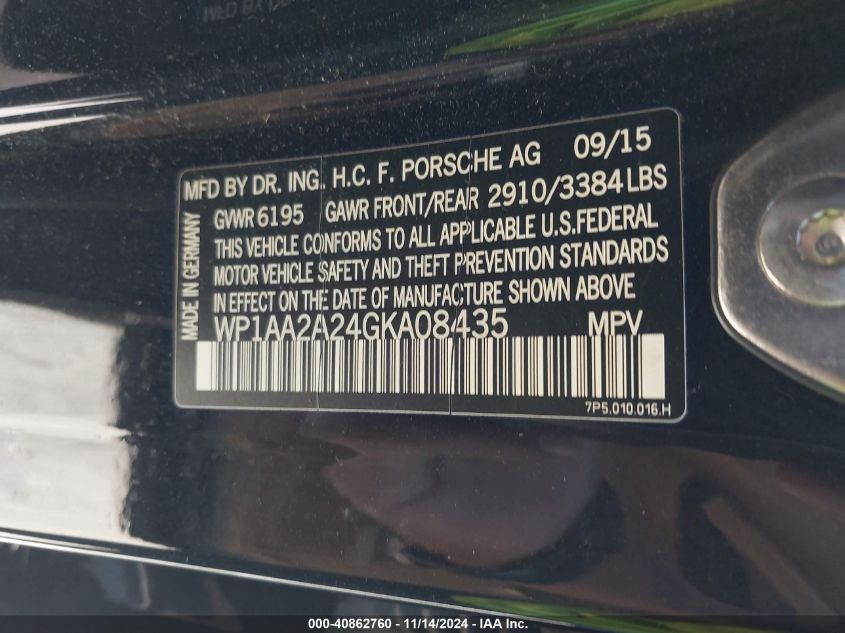 MFD BY DR. ING. H.C. F. PORSCHE AG 09/15
GVWR 6195 GAWR FRONT/REAR 2910/3384 LBS
THIS VEHICLE CONFORMS TO ALL APPLICABLE U.S. FEDERAL
MOTOR VEHICLE SAFETY AND THEFT PREVENTION STANDARDS
IN EFFECT ON THE DATE OF MANUFACTURE SHOWN ABOVE
WP1AA2A24GKA08435 MPV
MADE IN GERMANY
7P5.010.016.H
000-40862760 - 11/14/2024 - IAA Inc.